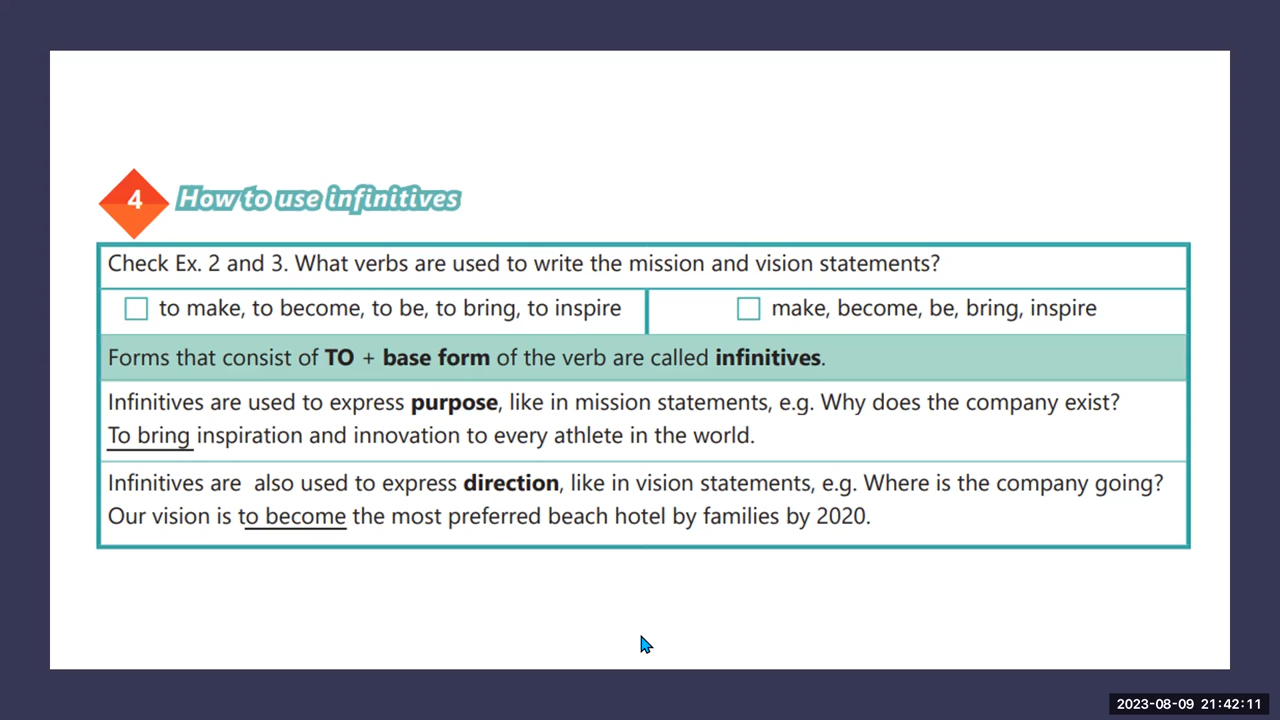 4
How to use infinitives
Check Ex. 2 and 3. What verbs are used to write the mission and vision statements?
to make, to become, to be, to bring, to inspire
make, become, be, bring, inspire
Forms that consist of TO + base form of the verb are called infinitives.
Infinitives are used to express purpose, like in mission statements, e.g. Why does the company exist?
To bring inspiration and innovation to every athlete in the world.
Infinitives are also used to express direction, like in vision statements, e.g. Where is the company going?
Our vision is to become the most preferred beach hotel by families by 2020.
2023-08-09 21:42:11